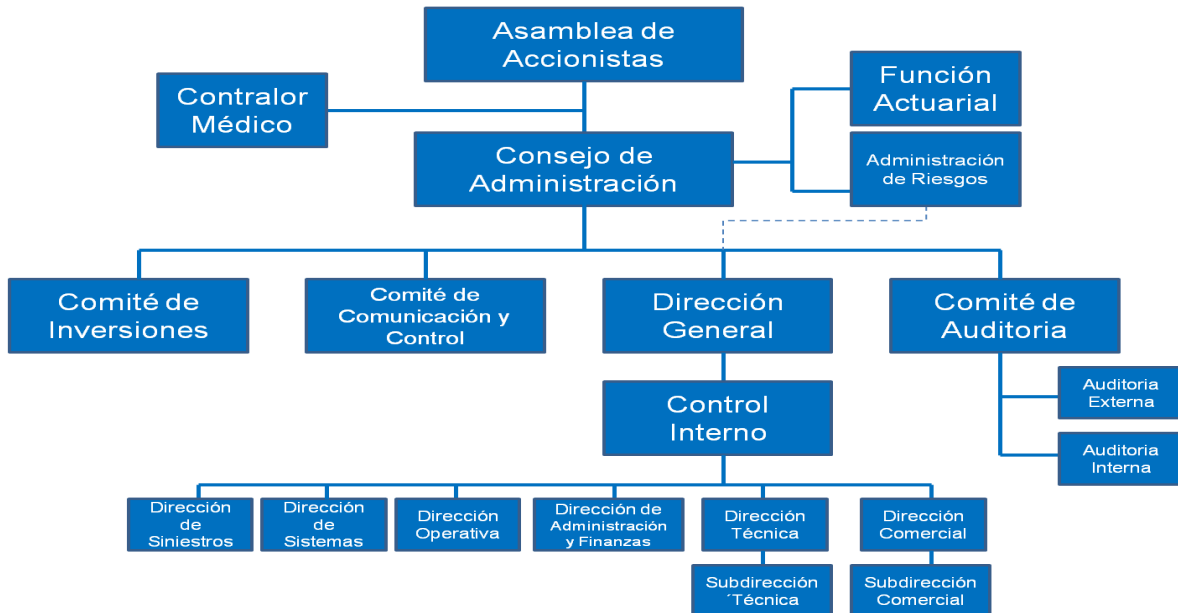 Asamblea de
Accionistas
Contralor
Médico
Función
Actuarial
Consejo de
Administración
Administración
de Riesgos
Comité de
Inversiones
Comité de
Comunicación y
Control
Dirección
General
Comité de
Auditoria
Auditoria
Externa
Control
Interno
Auditoria
Interna
Dirección
de
Siniestros
Dirección
de
Sistemas
Dirección
Operativa
Dirección de
Administración
y Finanzas
Dirección
Técnica
Dirección
Comercial
Subdirección
´Técnica
Subdirección
Comercial